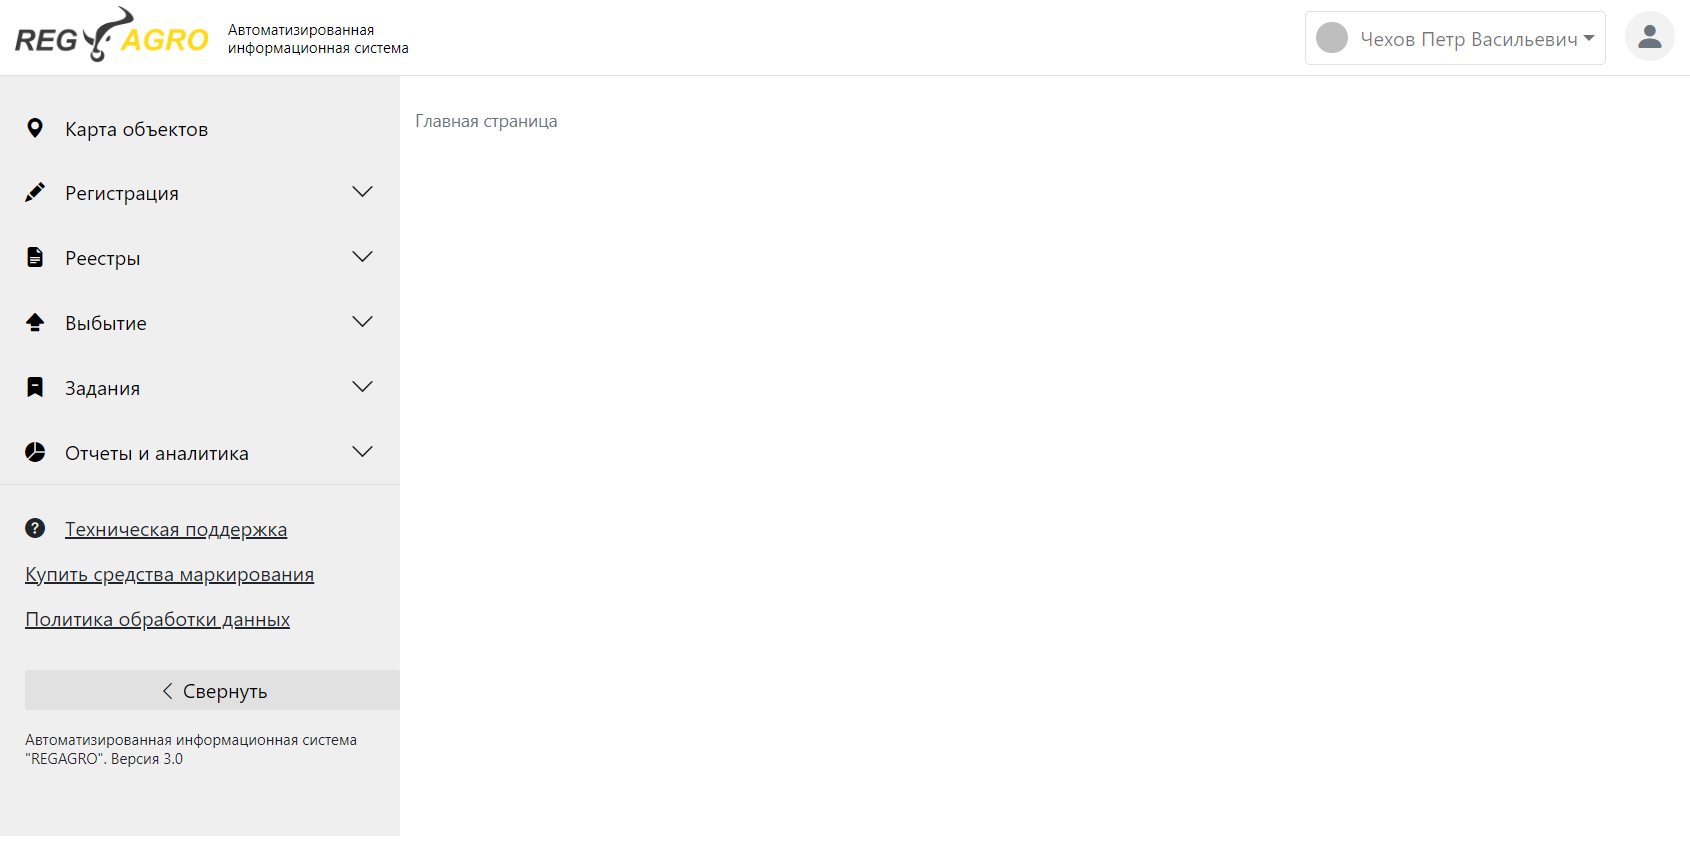 REG AGRO
Автоматизированная
информационная система
Чехов Петр Васильевич
Карта объектов
Главная страница
Регистрация
Реестры
Выбытие
Задания
Отчеты и аналитика
Техническая поддержка
Купить средства маркирования
Политика обработки данных
Свернуть
Автоматизированная информационная система
"REGAGRO". Версия 3.0